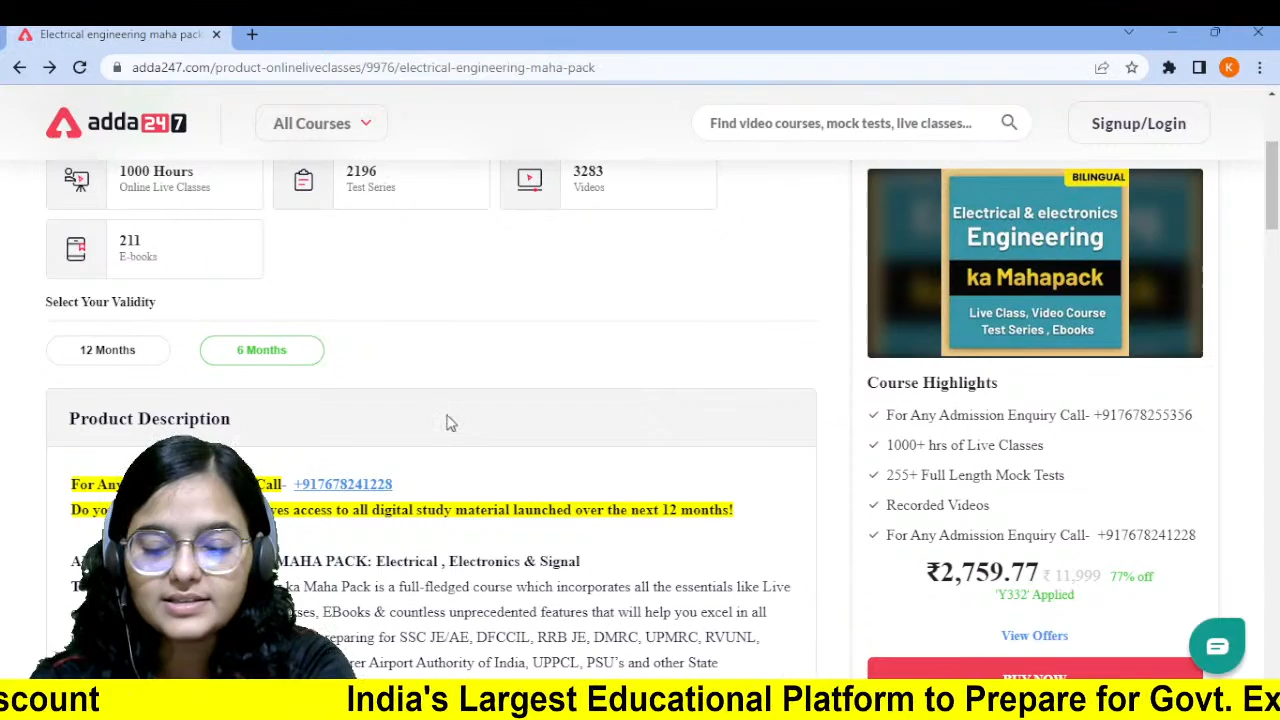 Electrical engineering maha pack
adda247.com/product-onlineliveclasses/9976/electrical-engineering-maha-pack
K
adda247
All Courses
Find video courses, mock tests, live classes...
Signup/Login
1000 Hours
Online Live Classes
2196
Test Series
3283
Videos
211
E-books
Select Your Validity
12 Months
6 Months
Product Description
For Any
Call- +917678241228
access to all digital study material launched over the next 12 months!
MAHA PACK: Electrical , Electronics & Signal
ka Maha Pack is a full-fledged course which incorporates all the essentials like Live
EBooks & countless unprecedented features that will help you excel in all
preparing for SSC JE/AE, DFCCIL, RRB JE, DMRC, UPMRC, RVUNL,
Airport Authority of India, UPPCL, PSU's and other State
BILINGUAL
Electrical & electronics
Engineering
ka Mahapack
Live Class, Video Course
Test Series , Ebooks
Course Highlights
For Any Admission Enquiry Call- +917678255356
1000+ hrs of Live Classes
255+ Full Length Mock Tests
Recorded Videos
For Any Admission Enquiry Call- +917678241228
₹2,759.77 ₹ 11,999 77% off
'Y332' Applied
View Offers
BUY NOW
scount India's Largest Educational Platform to Prepare for Govt. Ex